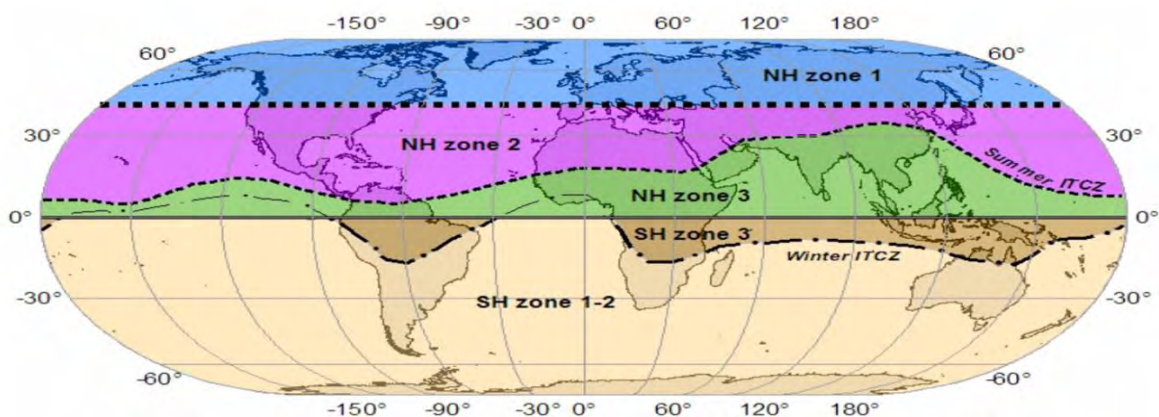 -150° -90° -30° 0° 60° 120° 180°
60° 60°
NH zone 1
30° 30°
NH zone 2
Summer ITCZ
NH zone 3
0° 0°
SH zone 3
Winter ITCZ
SH zone 1-2
-30° -30°
-60° -60°
-150° -90° -30° 0° 60° 120° 180°